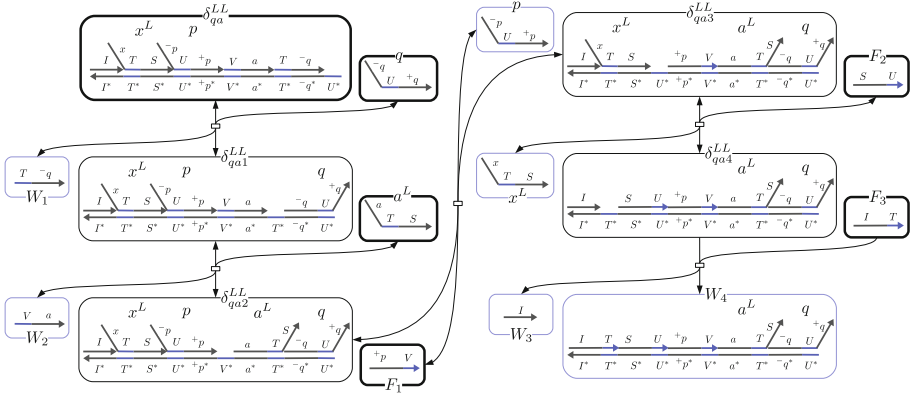 δ_{qa}^{LL}
x^L p
x −p
I T S U +p V a T −q
I* T* S* U* +p* V* a* T* −q* U*
q
−q U +q
T −q
W_1
δ_{qa1}^{LL}
x^L p q
x −p +q
I T S U +p V a −q U
I* T* S* U* +p* V* a* T* −q* U*
a^L
a T S
V a
W_2
δ_{qa2}^{LL}
x^L p a^L q
x −p S +q
I T S U +p a T −q U
I* T* S* U* +p* V* a* T* −q* U*
+p V
F_1
p
−p U +p
δ_{qa3}^{LL}
x^L a^L q
x S +q
I T S +p V a T −q U
I* T* S* U* +p* V* a* T* −q* U*
F_2
S U
x T S
x^L
δ_{qa4}^{LL}
a^L q
S +q
I S U +p V a T −q U
I* T* S* U* +p* V* a* T* −q* U*
F_3
I T
I
W_3
W_4
a^L q
S +q
I T S U +p V a T −q U
I* T* S* U* +p* V* a* T* −q* U*